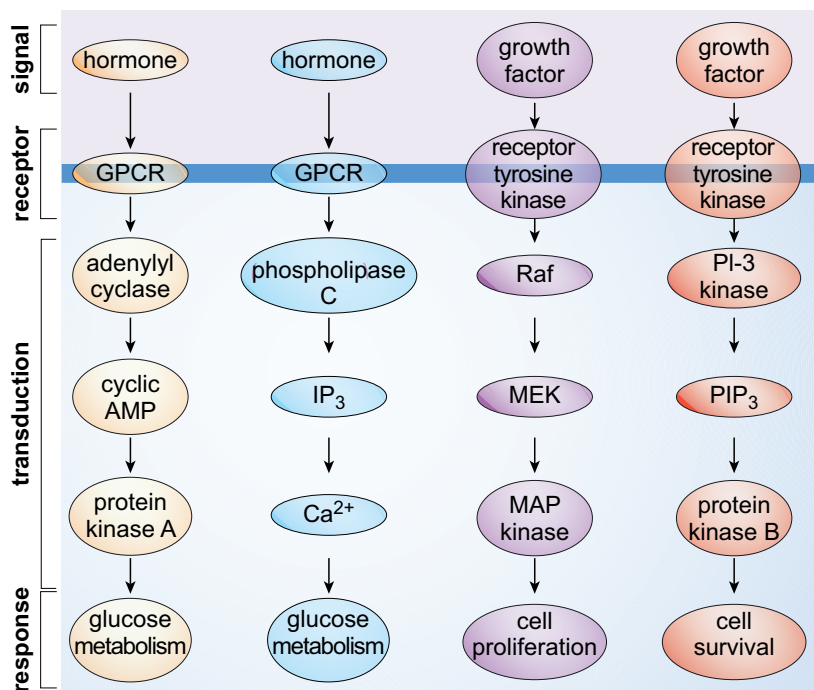 signal
hormone
hormone
growth
factor
growth
factor
receptor
GPCR
GPCR
receptor
tyrosine
kinase
receptor
tyrosine
kinase
transduction
adenylyl
cyclase
phospholipase
C
Raf
PI-3
kinase
cyclic
AMP
IP₃
MEK
PIP₃
protein
kinase A
Ca²⁺
MAP
kinase
protein
kinase B
response
glucose
metabolism
glucose
metabolism
cell
proliferation
cell
survival